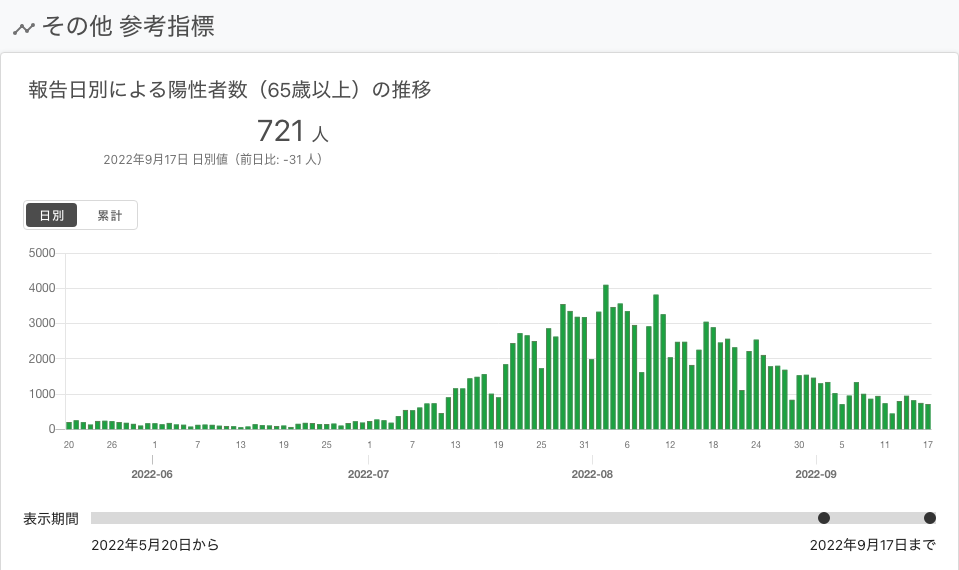 その他 参考指標
報告日別による陽性者数（65歳以上）の推移
721 人
2022年9月17日 日別値（前日比: -31 人）
日別 累計
5000
4000
3000
2000
1000
0
20 26 1 7 13 19 25 1 7 13 19 25 31 6 12 18 24 30 5 11 17
2022-06 2022-07 2022-08 2022-09
表示期間
2022年5月20日から 2022年9月17日まで